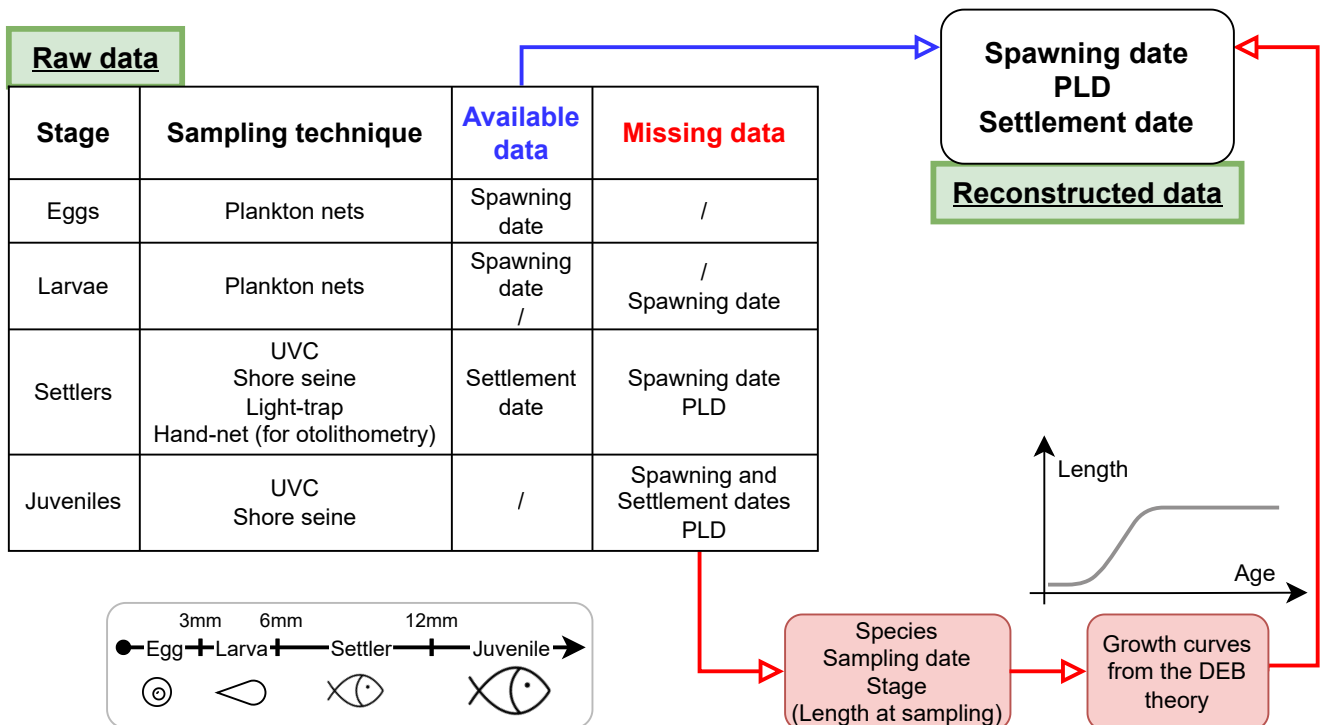 Raw data
Stage
Sampling technique
Available
data
Missing data
Eggs
Plankton nets
Spawning
date
/
Larvae
Plankton nets
Spawning
date
/
/
Spawning date
Settlers
UVC
Shore seine
Light-trap
Hand-net (for otolithometry)
Settlement
date
Spawning date
PLD
Juveniles
UVC
Shore seine
/
Spawning and
Settlement dates
PLD
Spawning date
PLD
Settlement date
Reconstructed data
Length
Age
3mm
6mm
12mm
Egg
Larva
Settler
Juvenile
Species
Sampling date
Stage
(Length at sampling)
Growth curves
from the DEB
theory